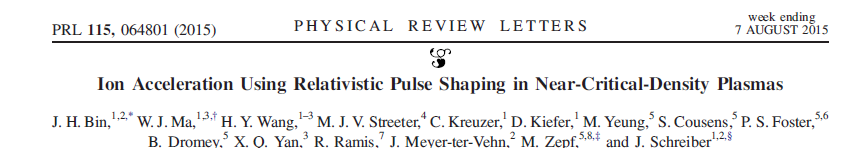 week ending
PRL 115, 064801 (2015) PHYSICAL REVIEW LETTERS 7 AUGUST 2015
Ion Acceleration Using Relativistic Pulse Shaping in Near-Critical-Density Plasmas
J. H. Bin,1,2,* W. J. Ma,1,3,† H. Y. Wang,1–3 M. J. V. Streeter,4 C. Kreuzer,1 D. Kiefer,1 M. Yeung,5 S. Cousens,5 P. S. Foster,5,6
B. Dromey,5 X. Q. Yan,3 R. Ramis,7 J. Meyer-ter-Vehn,2 M. Zepf,5,8,‡ and J. Schreiber1,2,§